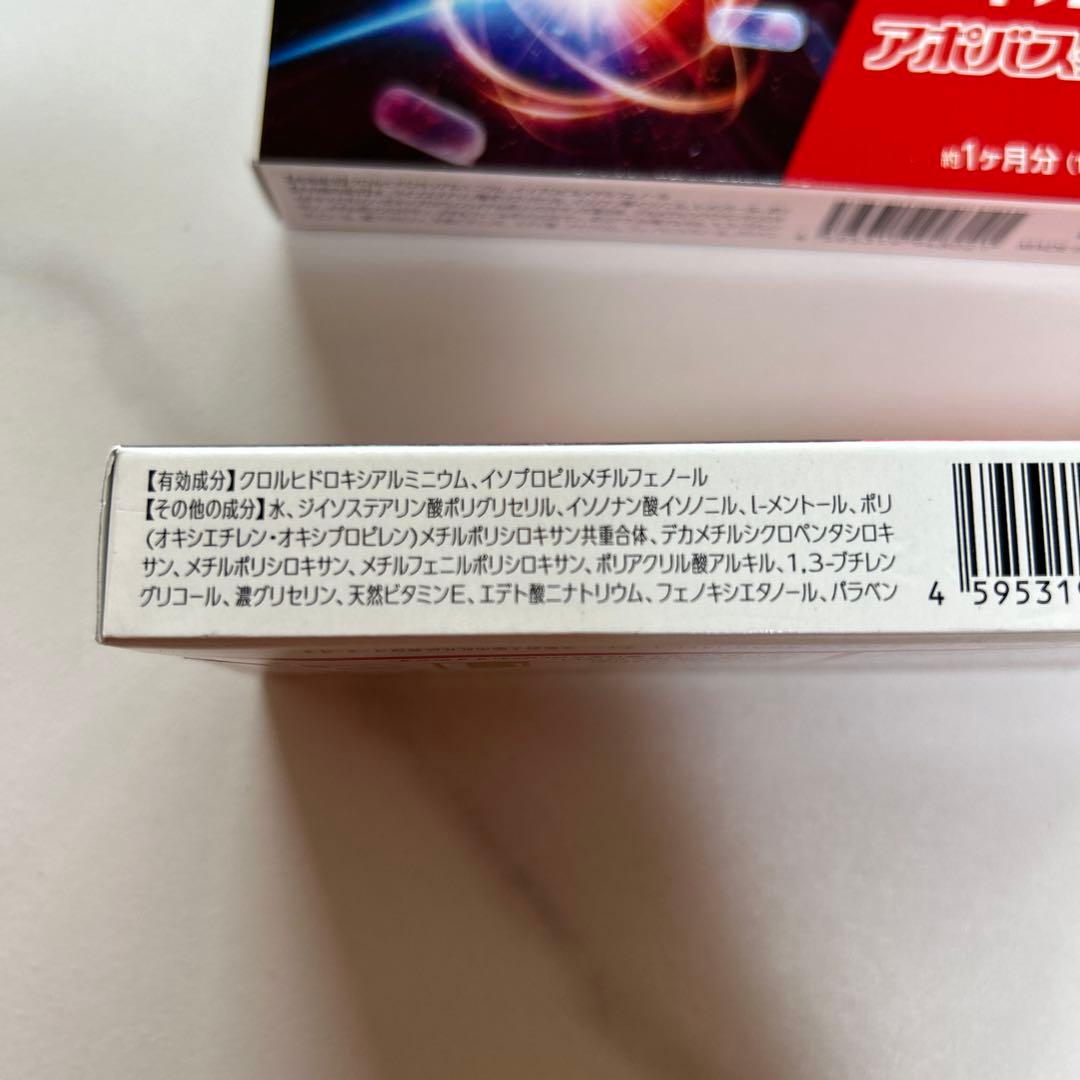 アポバス
約1ヶ月分
【有効成分】クロルヒドロキシアルミニウム、イソプロピルメチルフェノール
【その他の成分】水、ジイソステアリン酸ポリグリセリル、イソノナン酸イソノニル、l-メントール、ポリ
(オキシエチレン・オキシプロピレン)メチルポリシロキサン共重合体、デカメチルシクロペンタシロキ
サン、メチルポリシロキサン、メチルフェニルポリシロキサン、ポリアクリル酸アルキル、1,3-ブチレン
グリコール、濃グリセリン、天然ビタミンE、エデト酸ニナトリウム、フェノキシエタノール、パラベン
4 59531